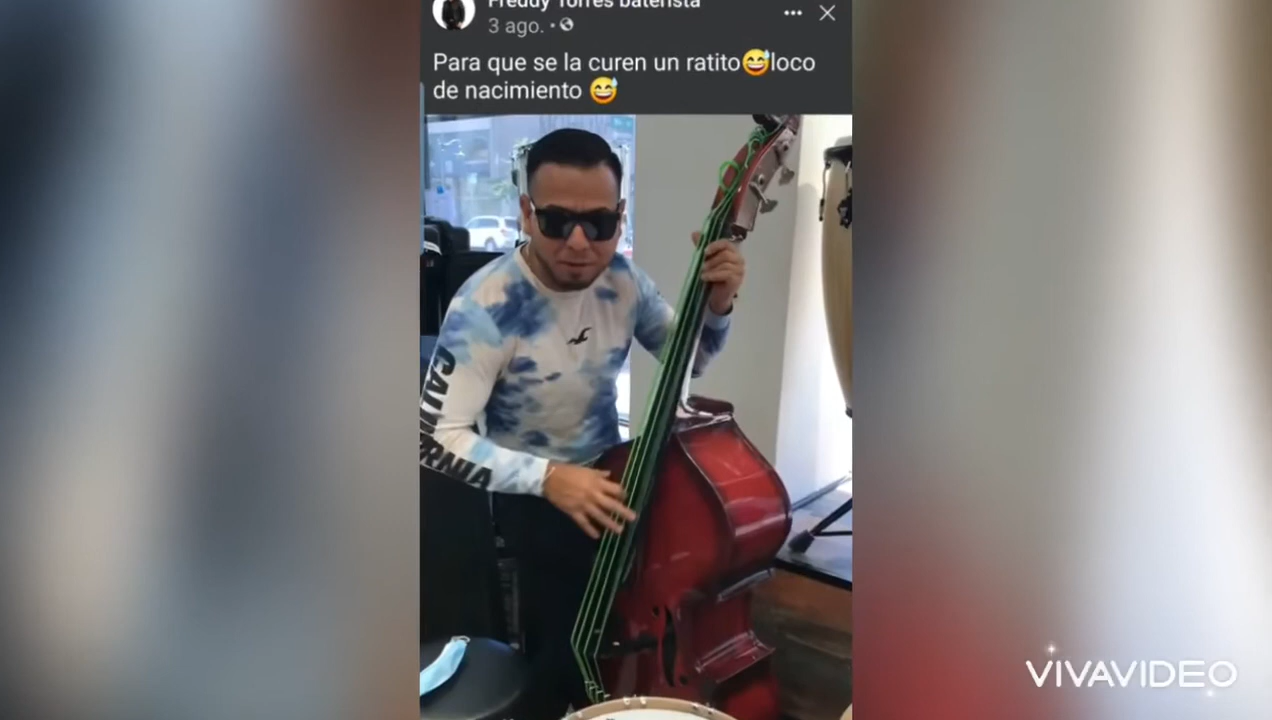 Freddy Torres baterista
3 ago.
Para que se la curen un ratito😅loco
de nacimiento 😅
CALIFORNIA
VIVAVIDEO